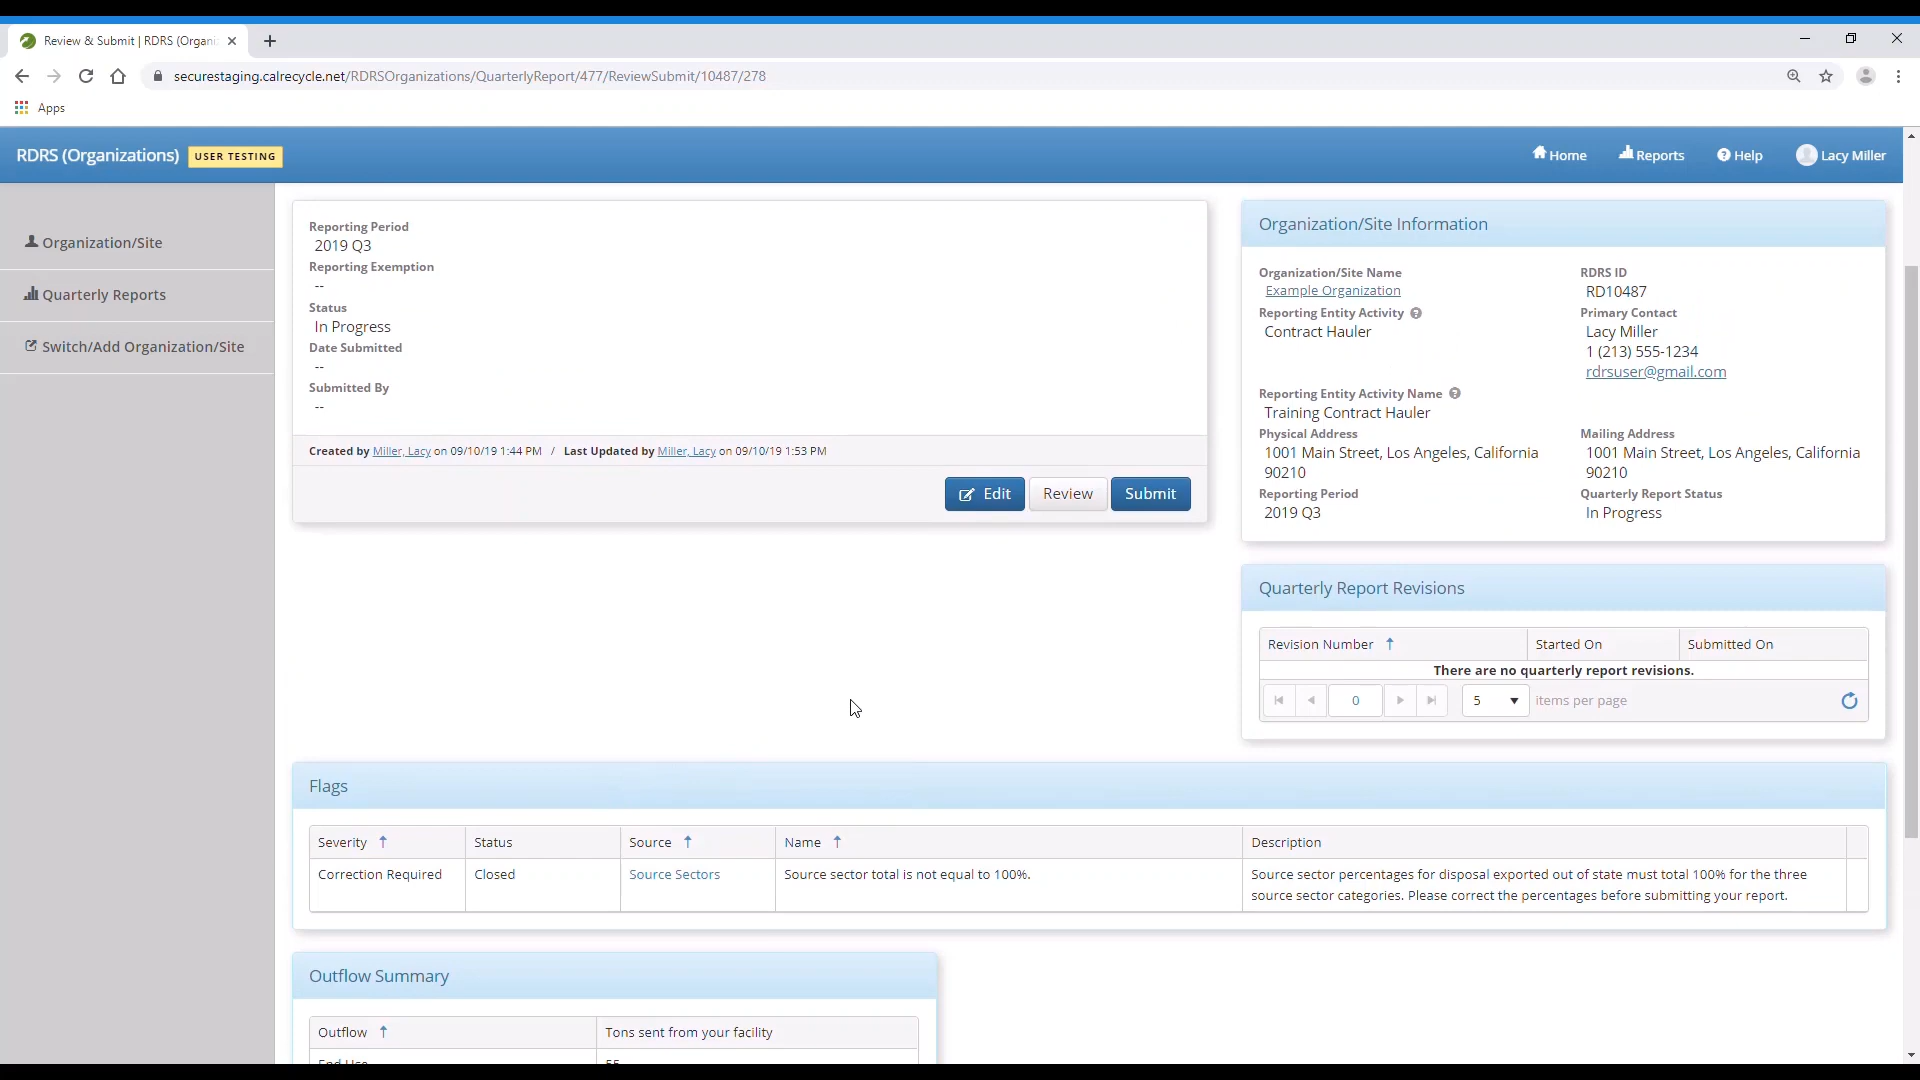 Review & Submit | RDRS (Organi
securestaging.calrecycle.net/RDRSOrganizations/QuarterlyReport/477/ReviewSubmit/10487/278
Apps
RDRS (Organizations) USER TESTING
Home Reports Help Lacy Miller
Organization/Site
Quarterly Reports
Switch/Add Organization/Site
Reporting Period
2019 Q3
Reporting Exemption
--
Status
In Progress
Date Submitted
--
Submitted By
--
Created by Miller, Lacy on 09/10/19 1:44 PM / Last Updated by Miller, Lacy on 09/10/19 1:53 PM
Edit Review Submit
Organization/Site Information
Organization/Site Name RDRS ID
Example Organization RD10487
Reporting Entity Activity Primary Contact
Contract Hauler Lacy Miller
1 (213) 555-1234
rdrsuser@gmail.com
Reporting Entity Activity Name
Training Contract Hauler
Physical Address Mailing Address
1001 Main Street, Los Angeles, California 1001 Main Street, Los Angeles, California
90210 90210
Reporting Period Quarterly Report Status
2019 Q3 In Progress
Quarterly Report Revisions
Revision Number Started On Submitted On
There are no quarterly report revisions.
0 5 items per page
Flags
Severity Status Source Name Description
Correction Required Closed Source Sectors Source sector total is not equal to 100%. Source sector percentages for disposal exported out of state must total 100% for the three
source sector categories. Please correct the percentages before submitting your report.
Outflow Summary
Outflow Tons sent from your facility
End Use 55